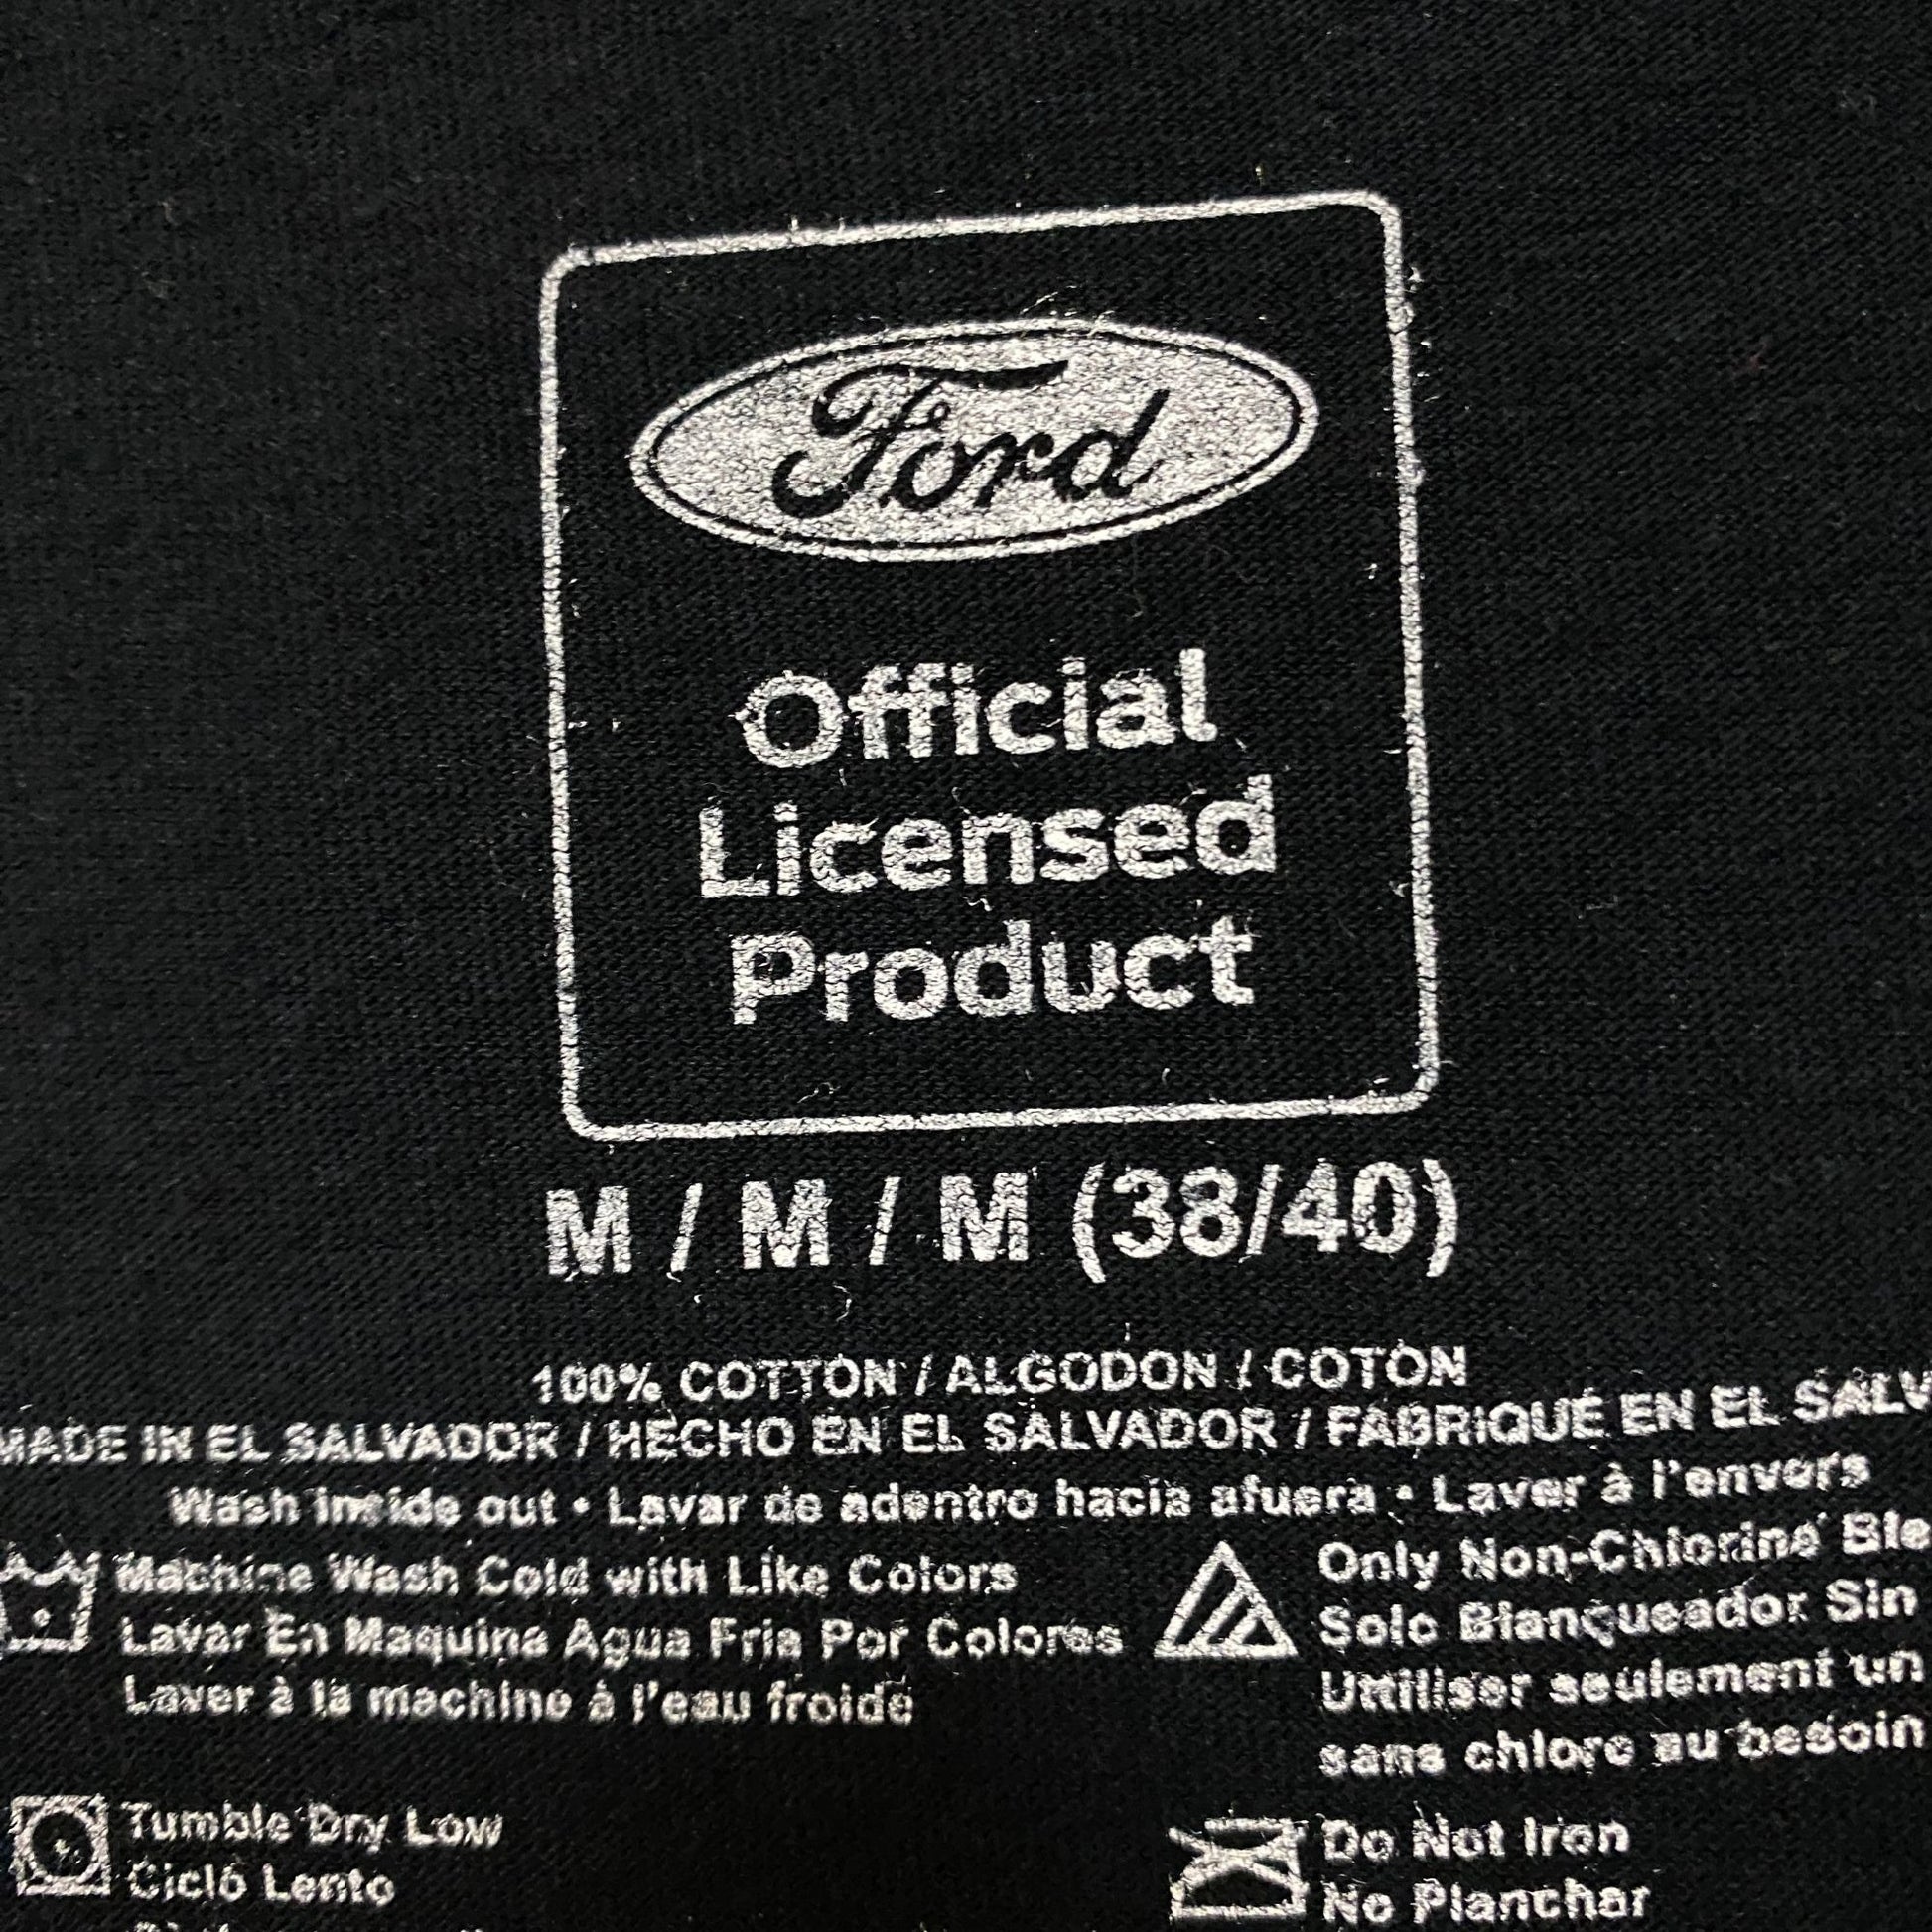 Ford
Official
Licensed
Product
M / M / M (38/40)
100% COTTON / ALGODON / COTON
MADE IN EL SALVADOR / HECHO EN EL SALVADOR / FABRIQUÉ EN EL SALV
Wash inside out • Lavar de adentro hacia afuera • Laver à l'envers
Machine Wash Cold with Like Colors
Lavar En Maquina Agua Fria Por Colores
Laver à la machine à l'eau froide
Only Non-Chlorine Ble
Solo Blanqueador Sin
Utiliser seulement un
sans chlore au besoin
Tumble Dry Low
Ciclo Lento
Do Not Iron
No Planchar